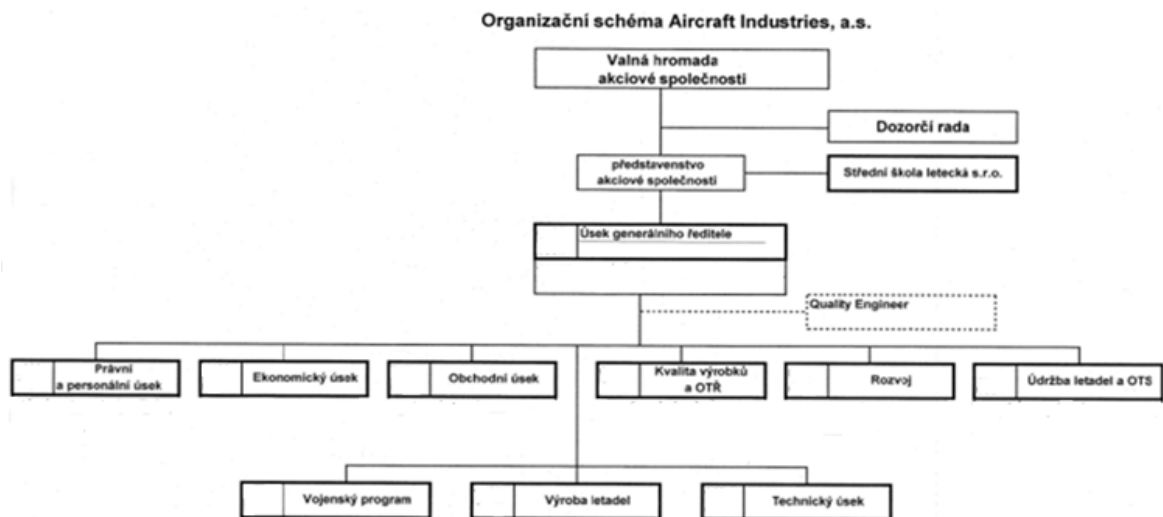 Organizační schéma Aircraft Industries, a.s.
Valná hromada
akciové společnosti
Dozorčí rada
představenstvo
akciové společnosti
Střední škola letecká s.r.o.
Úsek generálního ředitele
Quality Engineer
Právní
a personální úsek
Ekonomický úsek
Obchodní úsek
Kvalita výrobků
a OTŘ
Rozvoj
Údržba letadel a OTS
Vojenský program
Výroba letadel
Technický úsek